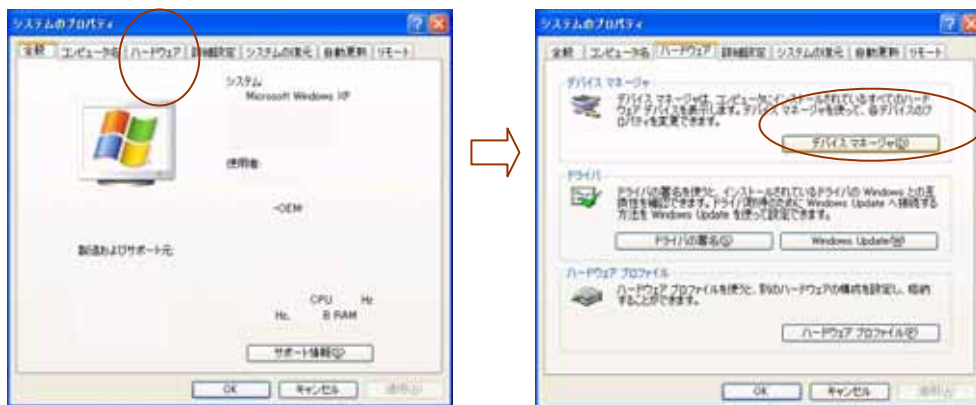 システムのプロパティ
全般 コンピュータ名 ハードウェア 詳細設定 システムの復元 自動更新 リモート
システム
Microsoft Windows XP
使用者
-OEM
製造およびサポート元
CPU Hz
Hz, B RAM
サポート情報(S)
OK キャンセル 適用(A)
システムのプロパティ
全般 コンピュータ名 ハードウェア 詳細設定 システムの復元 自動更新 リモート
デバイス マネージャ
デバイス マネージャは、コンピュータにインストールされているすべてのハード
ウェア デバイスを表示します。デバイス マネージャを使って、各デバイスのプ
ロパティを変更できます。
デバイス マネージャ(D)
ドライバ
ドライバの署名を使うと、インストールされているドライバの Windows との互
換性を確認できます。ドライバ取得のために Windows Update へ接続する
方法を Windows Update を使って設定できます。
ドライバの署名(S) Windows Update(W)
ハードウェア プロファイル
ハードウェア プロファイルを使うと、別のハードウェアの構成を設定し、格納
することができます。
ハードウェア プロファイル(P)
OK キャンセル 適用(A)